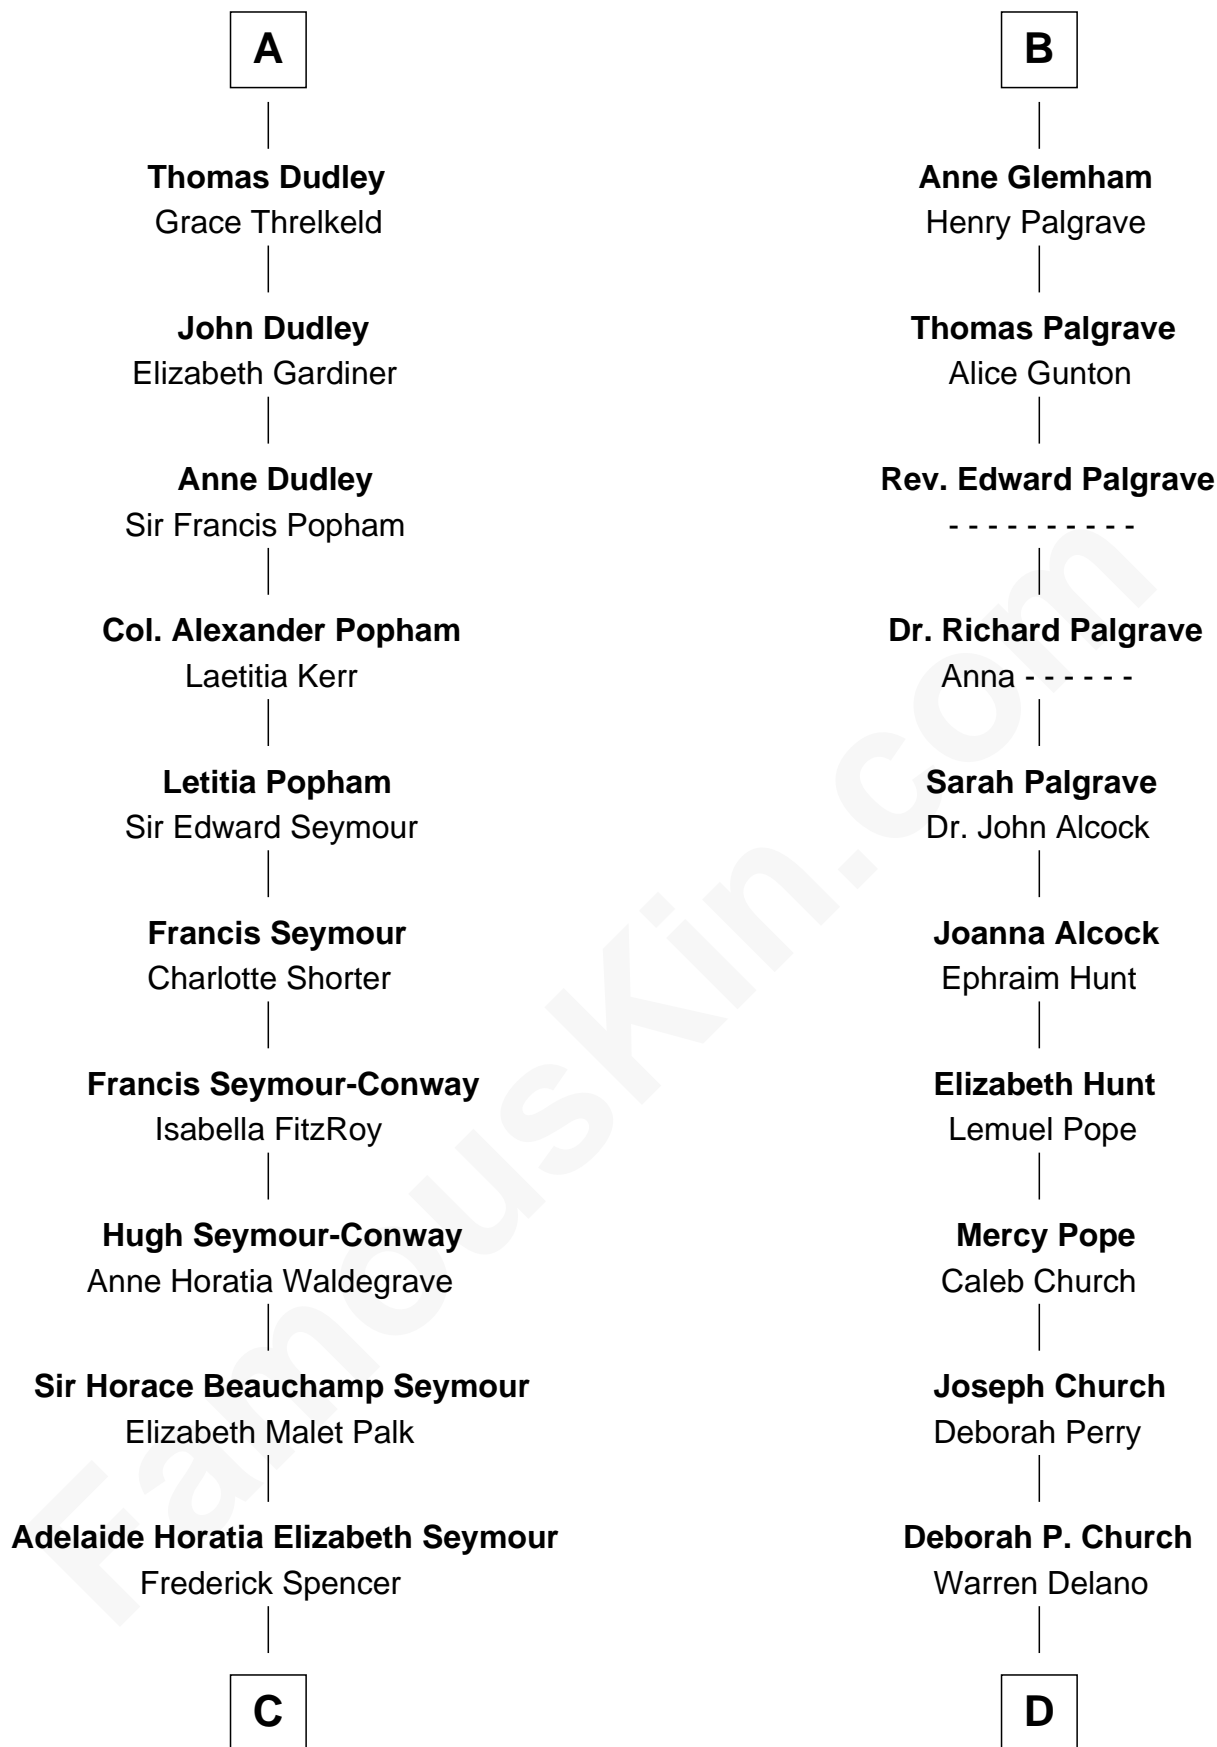 A
Thomas Dudley
Grace Threlkeld
John Dudley
Elizabeth Gardiner
Anne Dudley
Sir Francis Popham
Col. Alexander Popham
Laetitia Kerr
Letitia Popham
Sir Edward Seymour
Francis Seymour
Charlotte Shorter
Francis Seymour-Conway
Isabella FitzRoy
Hugh Seymour-Conway
Anne Horatia Waldegrave
Sir Horace Beauchamp Seymour
Elizabeth Malet Palk
Adelaide Horatia Elizabeth Seymour
Frederick Spencer
C
B
Anne Glemham
Henry Palgrave
Thomas Palgrave
Alice Gunton
Rev. Edward Palgrave
- - - - - - - - - -
Dr. Richard Palgrave
Anna - - - - - -
Sarah Palgrave
Dr. John Alcock
Joanna Alcock
Ephraim Hunt
Elizabeth Hunt
Lemuel Pope
Mercy Pope
Caleb Church
Joseph Church
Deborah Perry
Deborah P. Church
Warren Delano
D
FamousKin.com